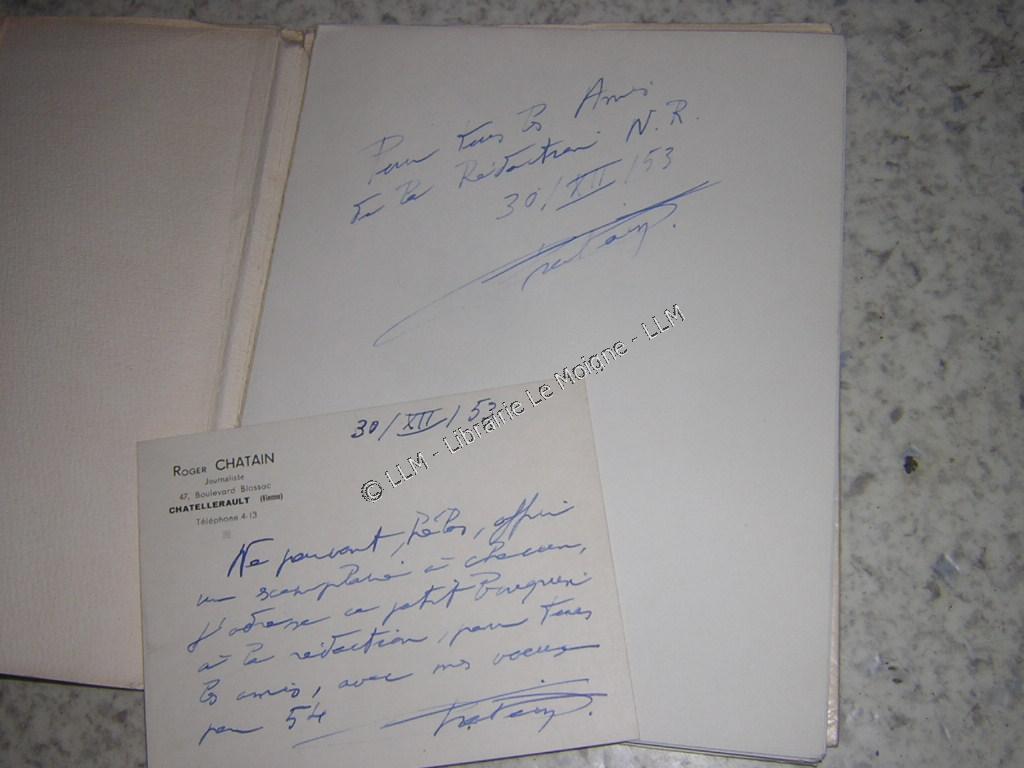 Pour tous les Amis
de la Rédaction N.R.
30/XII/53
Chatain.
© LLM - Librairie Le Moigne - LLM
30/XII/53
ROGER CHATAIN
Journaliste
47, Boulevard Blossac
CHATELLERAULT (Vienne)
Téléphone 4-13
Ne pouvant, hélas, offrir
un exemplaire à chacun,
j'adresse ce petit bouquin
à la rédaction, pour tous
les amis, avec mes voeux
pour 54
Chatain.